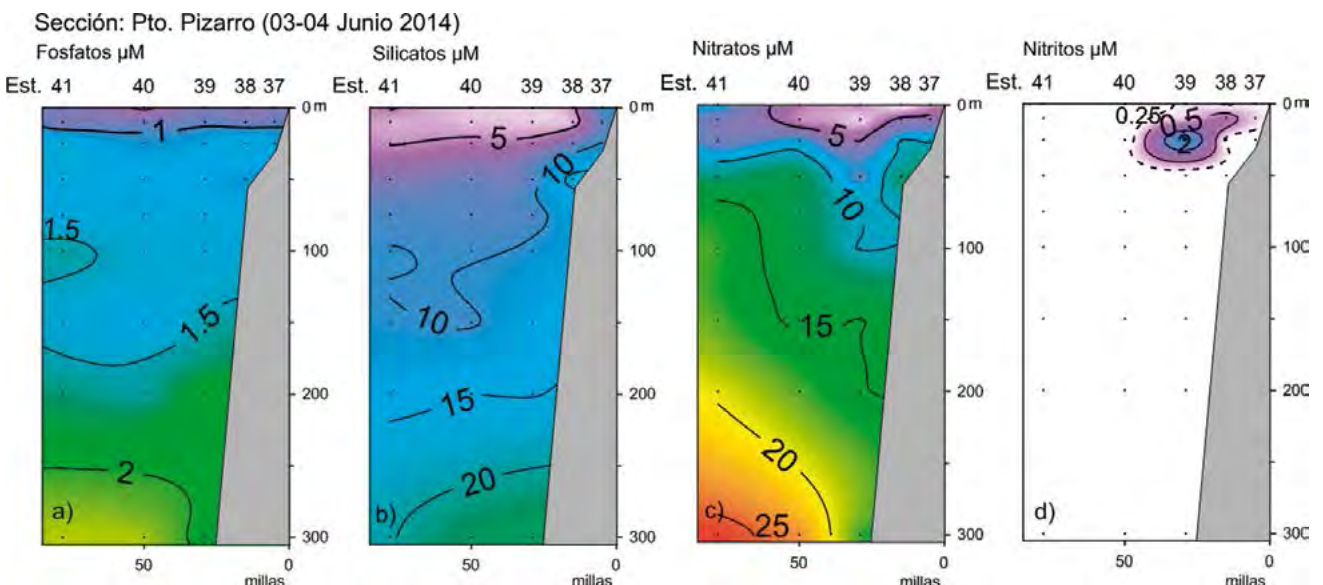 Sección: Pto. Pizarro (03-04 Junio 2014)
Fosfatos µM
Est. 41 40 39 38 37
0 m
1
1.5
100
1.5
200
2
a)
300
50 0
millas
Silicatos µM
Est. 41 40 39 38 37
0 m
5
10
100
10
15
200
20
b)
300
50 0
millas
Nitratos µM
Est. 41 40 39 38 37
0 m
5
10
100
15
200
20
c) 25
300
50 0
millas
Nitritos µM
Est. 41 40 39 38 37
0 m
0.25 0.5
2
100
200
d)
300
50 0
millas